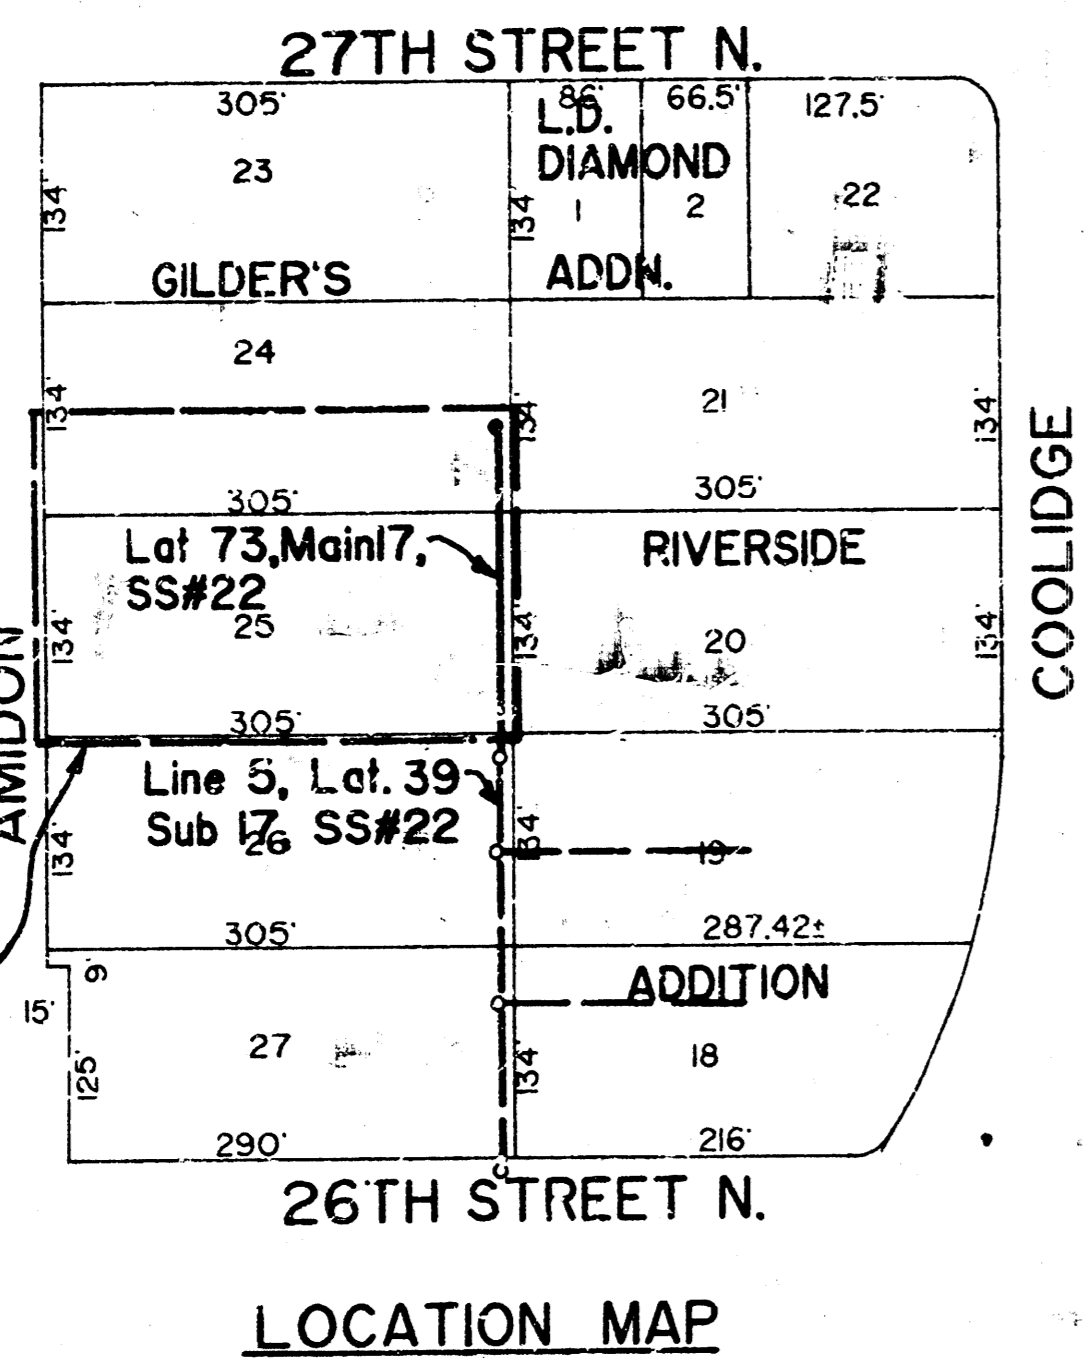 27TH STREET N.
305'
86'
66.5'
127.5'
L.D.
DIAMOND
23
134'
134'
1
2
22
GILDER'S
ADDN.
24
134'
134'
21
134'
COOLIDGE
305'
305'
Lat 73,Main17,
SS#22
RIVERSIDE
25
134'
134'
20
134'
AMIDON
305'
305'
Line 5, Lat. 39
Sub 17, SS#22
26
134'
134'
19
305'
287.42±
9'
15'
ADDITION
27
125'
134'
18
290'
216'
26TH STREET N.
LOCATION MAP